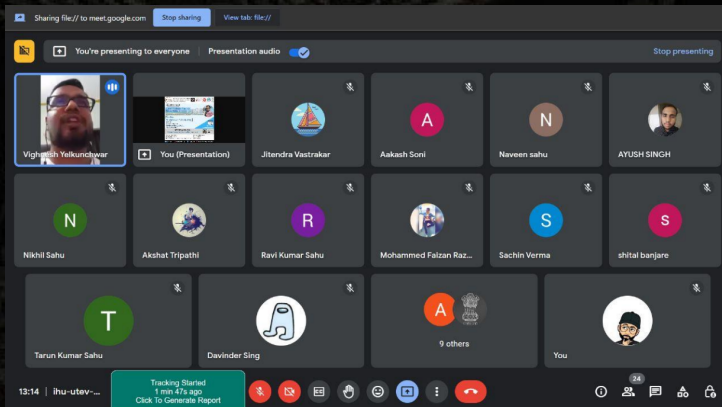 Sharing file:// to meet.google.com Stop sharing View tab: file://
You're presenting to everyone Presentation audio Stop presenting
Vighnesh Yelkunchwar You (Presentation) Jitendra Vastrakar Aakash Soni Naveen sahu AYUSH SINGH
A N
N R S s
Nikhil Sahu Akshat Tripathi Ravi Kumar Sahu Mohammed Faizan Raz... Sachin Verma shital banjare
T A
9 others
Tarun Kumar Sahu Davinder Sing You
13:14 ihu-utev-... CC 24
Tracking Started
1 min 47s ago
Click To Generate Report